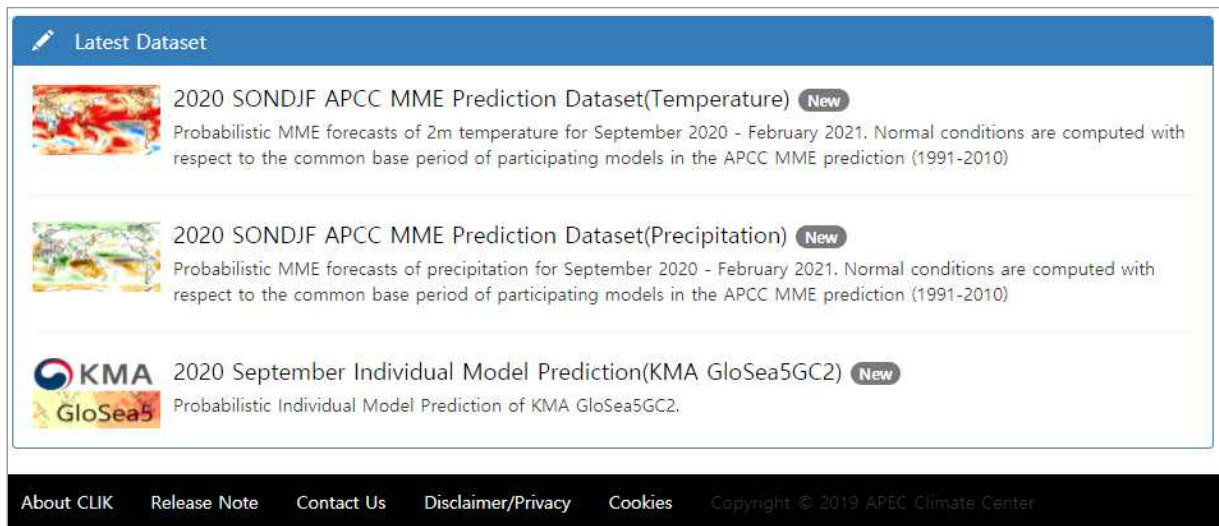 Latest Dataset
2020 SONDJF APCC MME Prediction Dataset(Temperature) New
Probabilistic MME forecasts of 2m temperature for September 2020 - February 2021. Normal conditions are computed with
respect to the common base period of participating models in the APCC MME prediction (1991-2010)
2020 SONDJF APCC MME Prediction Dataset(Precipitation) New
Probabilistic MME forecasts of precipitation for September 2020 - February 2021. Normal conditions are computed with
respect to the common base period of participating models in the APCC MME prediction (1991-2010)
KMA
GloSea5
2020 September Individual Model Prediction(KMA GloSea5GC2) New
Probabilistic Individual Model Prediction of KMA GloSea5GC2.
About CLIK Release Note Contact Us Disclaimer/Privacy Cookies Copyright © 2019 APEC Climate Center